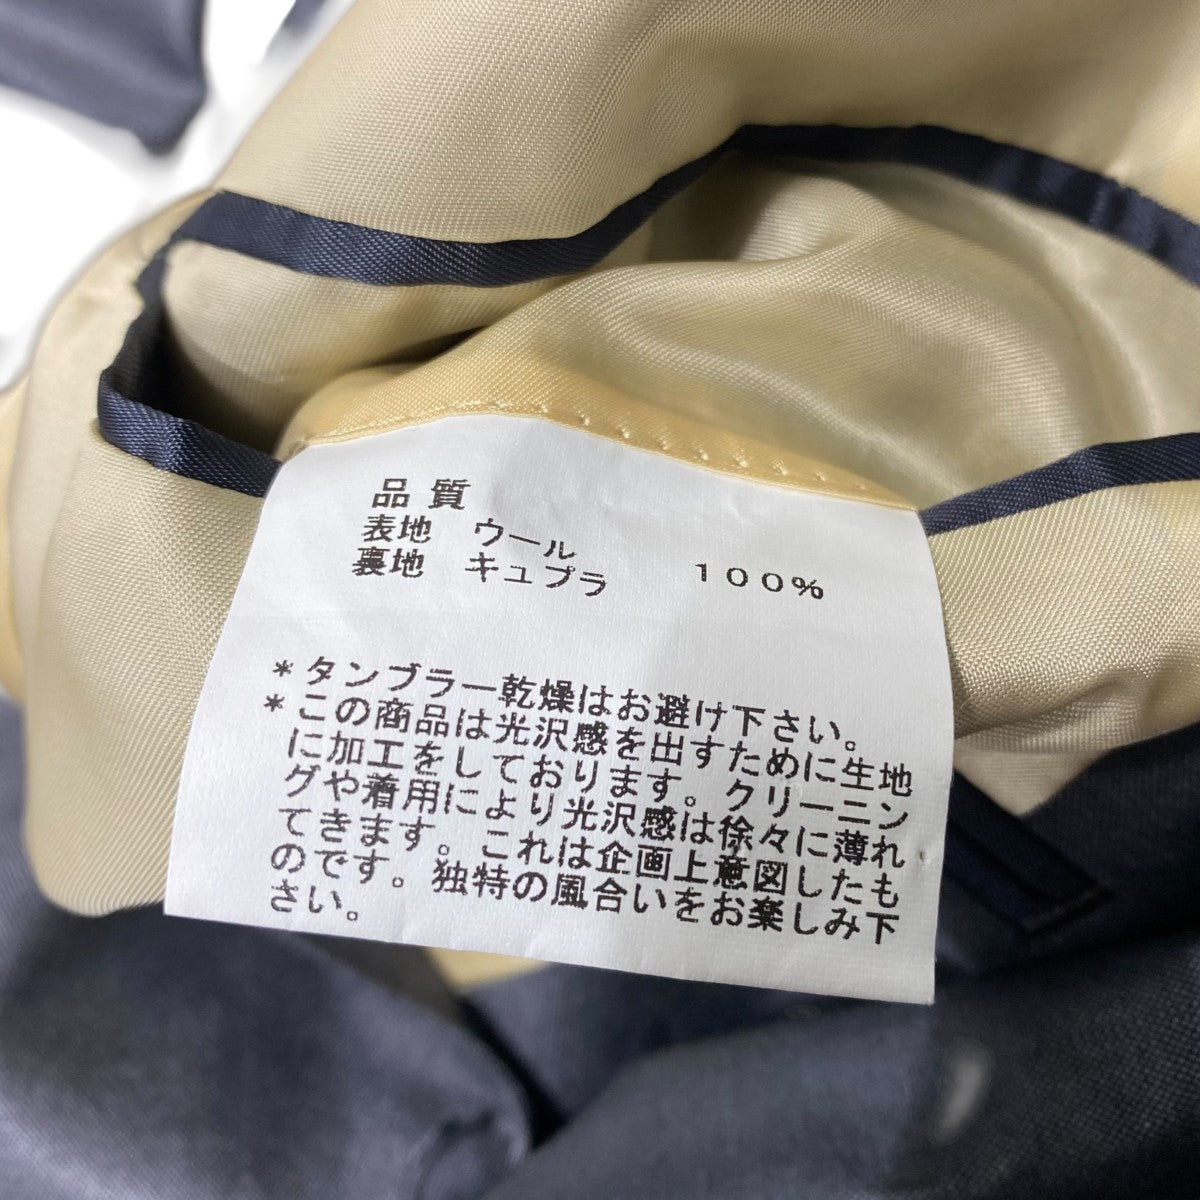 品質
表地 ウール
裏地 キュプラ 100%
*タンブラー乾燥はお避け下さい。
*この商品は光沢感を出すために生地
に加工をしております。クリーニン
グや着用により光沢感は徐々に薄れ
てきます。これは企画上意図したも
のです。独特の風合いをお楽しみ下
さい。